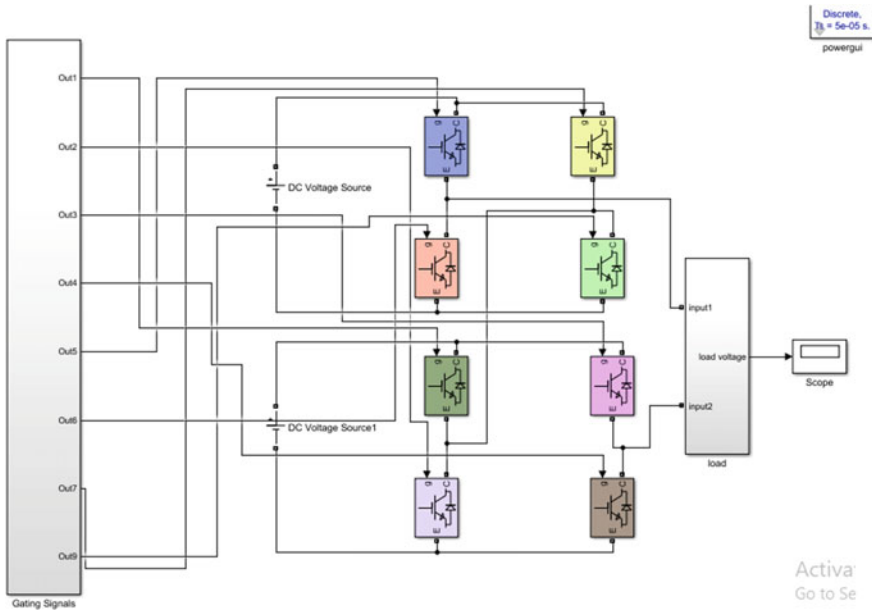 Discrete,
Ts = 5e-05 s.
powergui
Out1
Out2
Out3
Out4
Out5
Out6
Out7
Out9
Gating Signals
DC Voltage Source
DC Voltage Source1
g
C
E
g
C
E
g
C
E
g
C
E
g
C
E
g
C
E
g
C
E
g
C
E
input1
input2
load voltage
load
Scope
Activa
Go to Se